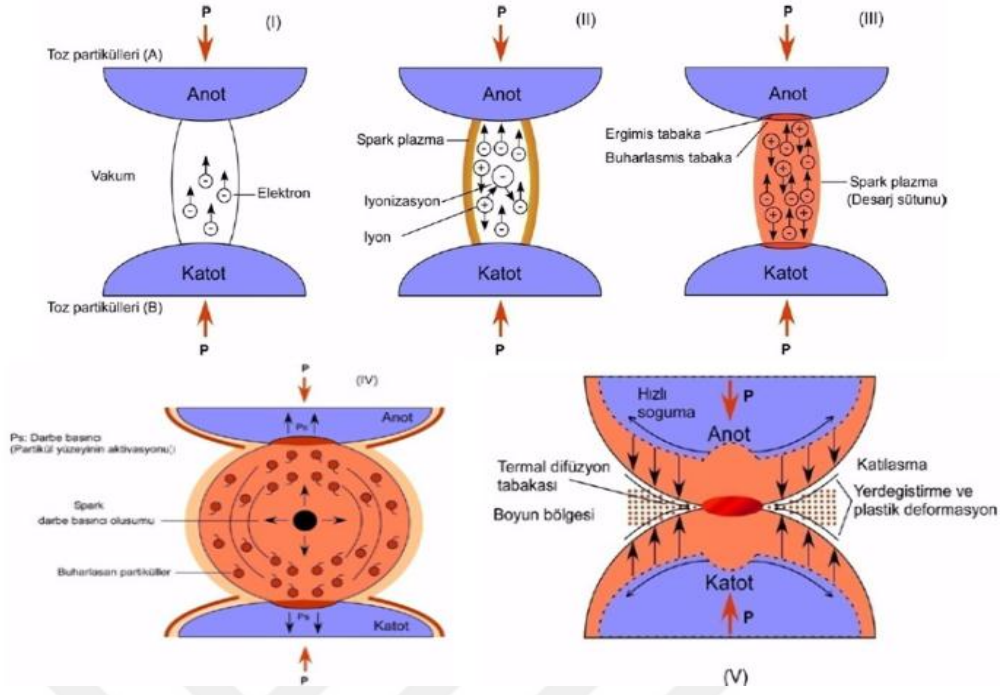 P
(I)
Toz partikülleri (A)
Anot
Vakum
Elektron
Katot
Toz partikülleri (B)
P
P
(II)
Anot
Spark plazma
Iyonizasyon
Iyon
Katot
P
P
(III)
Anot
Ergimis tabaka
Buharlasmıs tabaka
Spark plazma
(Desarj sütunu)
Katot
P
P
(IV)
Anot
Ps
Ps: Darbe basıncı
(Partikül yüzeyinin aktivasyonu)
Spark
darbe basıncı olusumu
Buharlasan partiküller
Ps
Katot
P
P
Hızlı
soguma
Anot
Termal difüzyon
tabakası
Boyun bölgesi
Katılasma
Yerdegistirme ve
plastik deformasyon
Katot
P
(V)